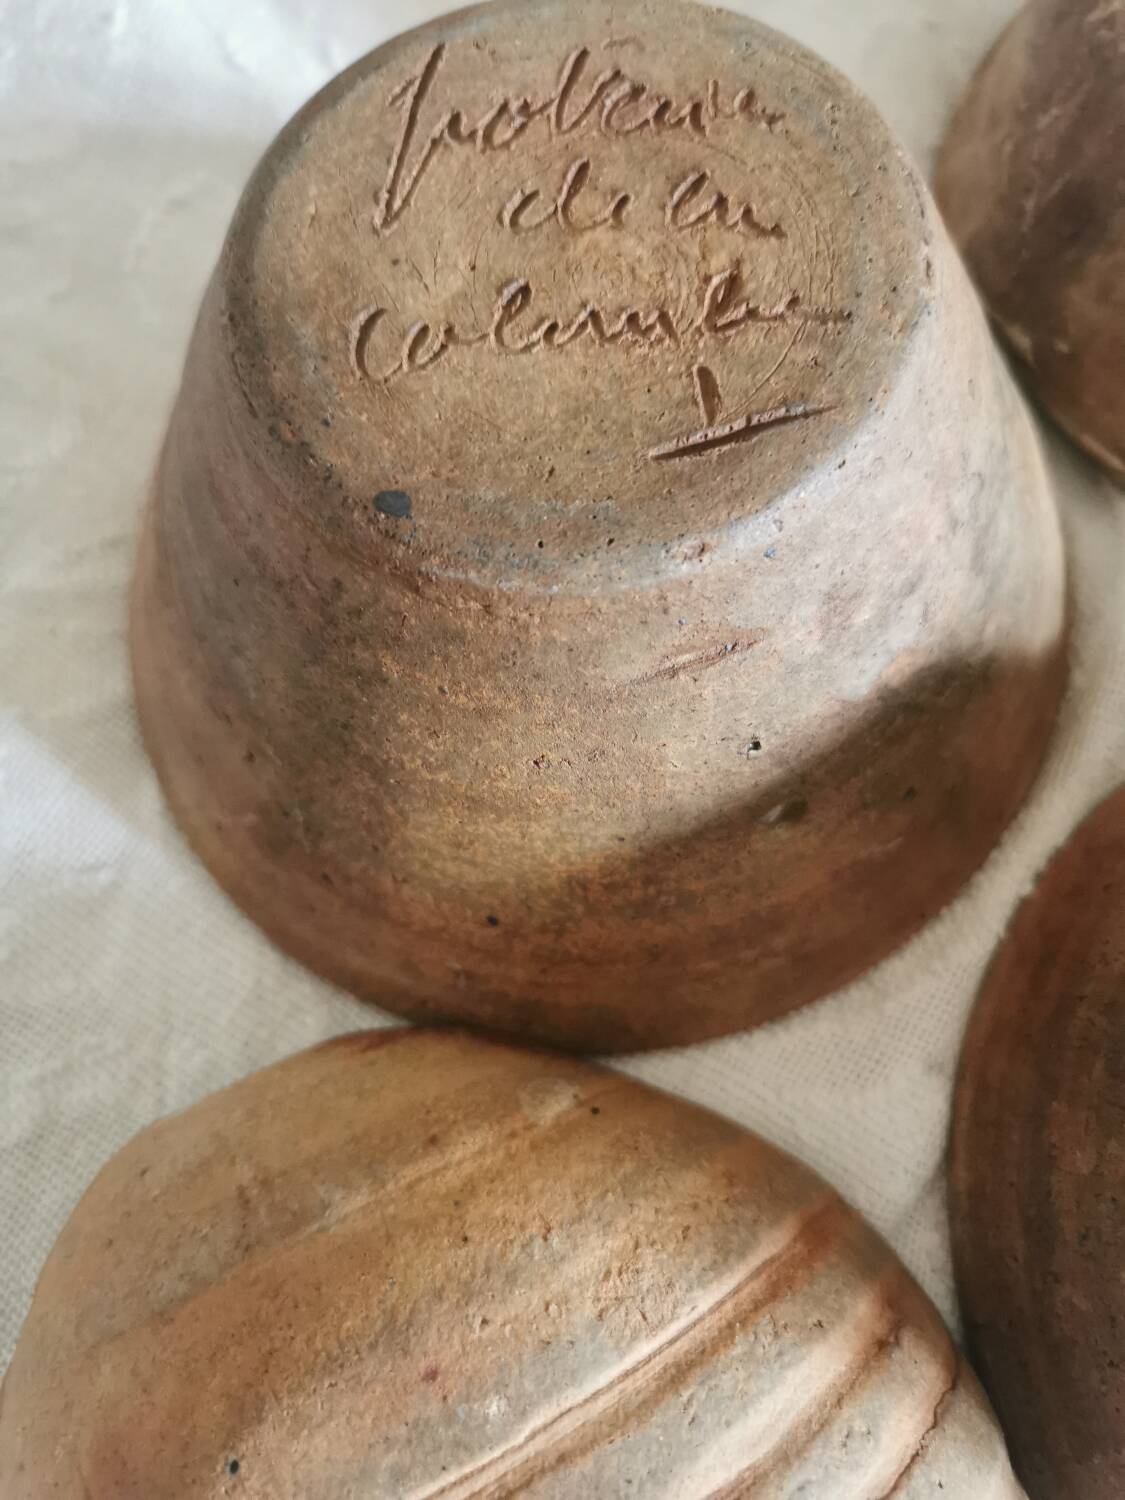 poterie
de la
colombe